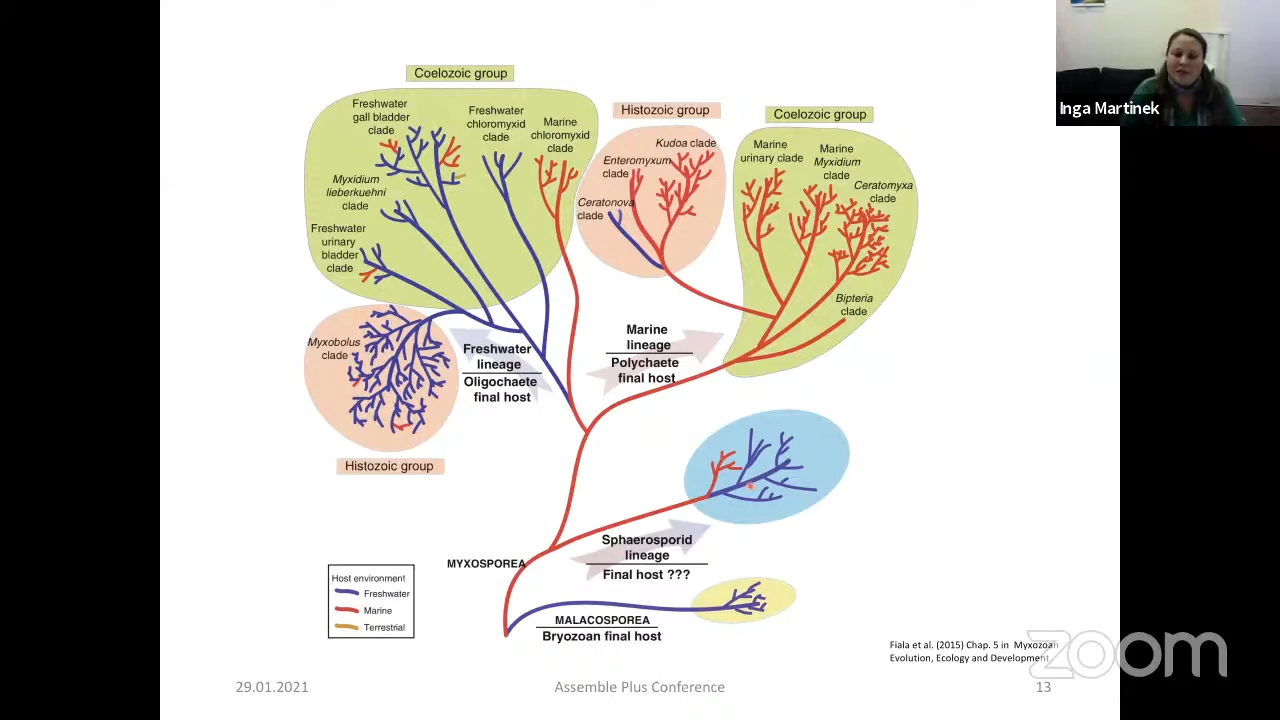 Coelozoic group
Freshwater
gall bladder
clade
Freshwater
chloromyxid
clade
Marine
chloromyxid
clade
Myxidium
lieberkuehni
clade
Freshwater
urinary
bladder
clade
Histozoic group
Kudoa clade
Enteromyxum
clade
Ceratonova
clade
Coelozoic group
Marine
urinary clade
Marine
Myxidium
clade
Ceratomyxa
clade
Bipteria
clade
Inga Martinek
Myxobolus
clade
Histozoic group
Freshwater
lineage
Oligochaete
final host
Marine
lineage
Polychaete
final host
MYXOSPOREA
Sphaerosporid
lineage
Final host ???
MALACOSPOREA
Bryozoan final host
Host environment
Freshwater
Marine
Terrestrial
Fiala et al. (2015) Chap. 5 in Myxozoan
Evolution, Ecology and Development
zoom
29.01.2021
Assemble Plus Conference
13